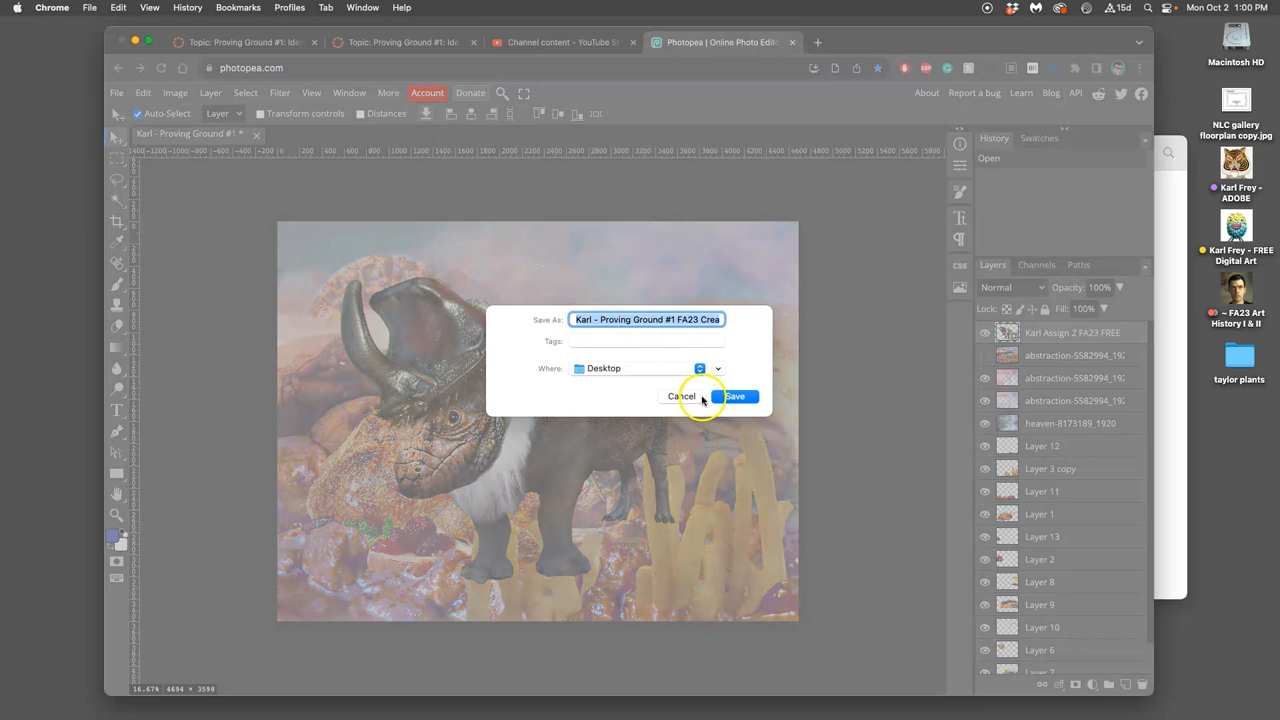 Chrome File Edit View History Bookmarks Profiles Tab Window Help 15d Mon Oct 2 1:00 PM
Topic: Proving Ground #1: Ide Topic: Proving Ground #1: Ide Channel content - YouTube St Photopea | Online Photo Edito
photopea.com
File Edit Image Layer Select Filter View Window More Account Donate About Report a bug Learn Blog API
Auto-Select Layer Transform controls Distances
Karl - Proving Ground #1 *
History Swatches
Open
Save As: Karl - Proving Ground #1 FA23 Crea
Tags:
Where: Desktop
Cancel Save
CSS
Layers Channels Paths
Normal Opacity: 100%
Lock: Fill: 100%
Karl Assign 2 FA23 FREE
abstraction-5582994_192
abstraction-5582994_192
abstraction-5582994_192
heaven-8173189_1920
Layer 12
Layer 3 copy
Layer 11
Layer 1
Layer 13
Layer 2
Layer 8
Layer 9
Layer 10
Layer 6
Layer 7
eff
16.67% 4694 × 3590
Macintosh HD
NLC gallery
floorplan copy.jpg
Karl Frey -
ADOBE
Karl Frey - FREE
Digital Art
~ FA23 Art
History I & II
taylor plants